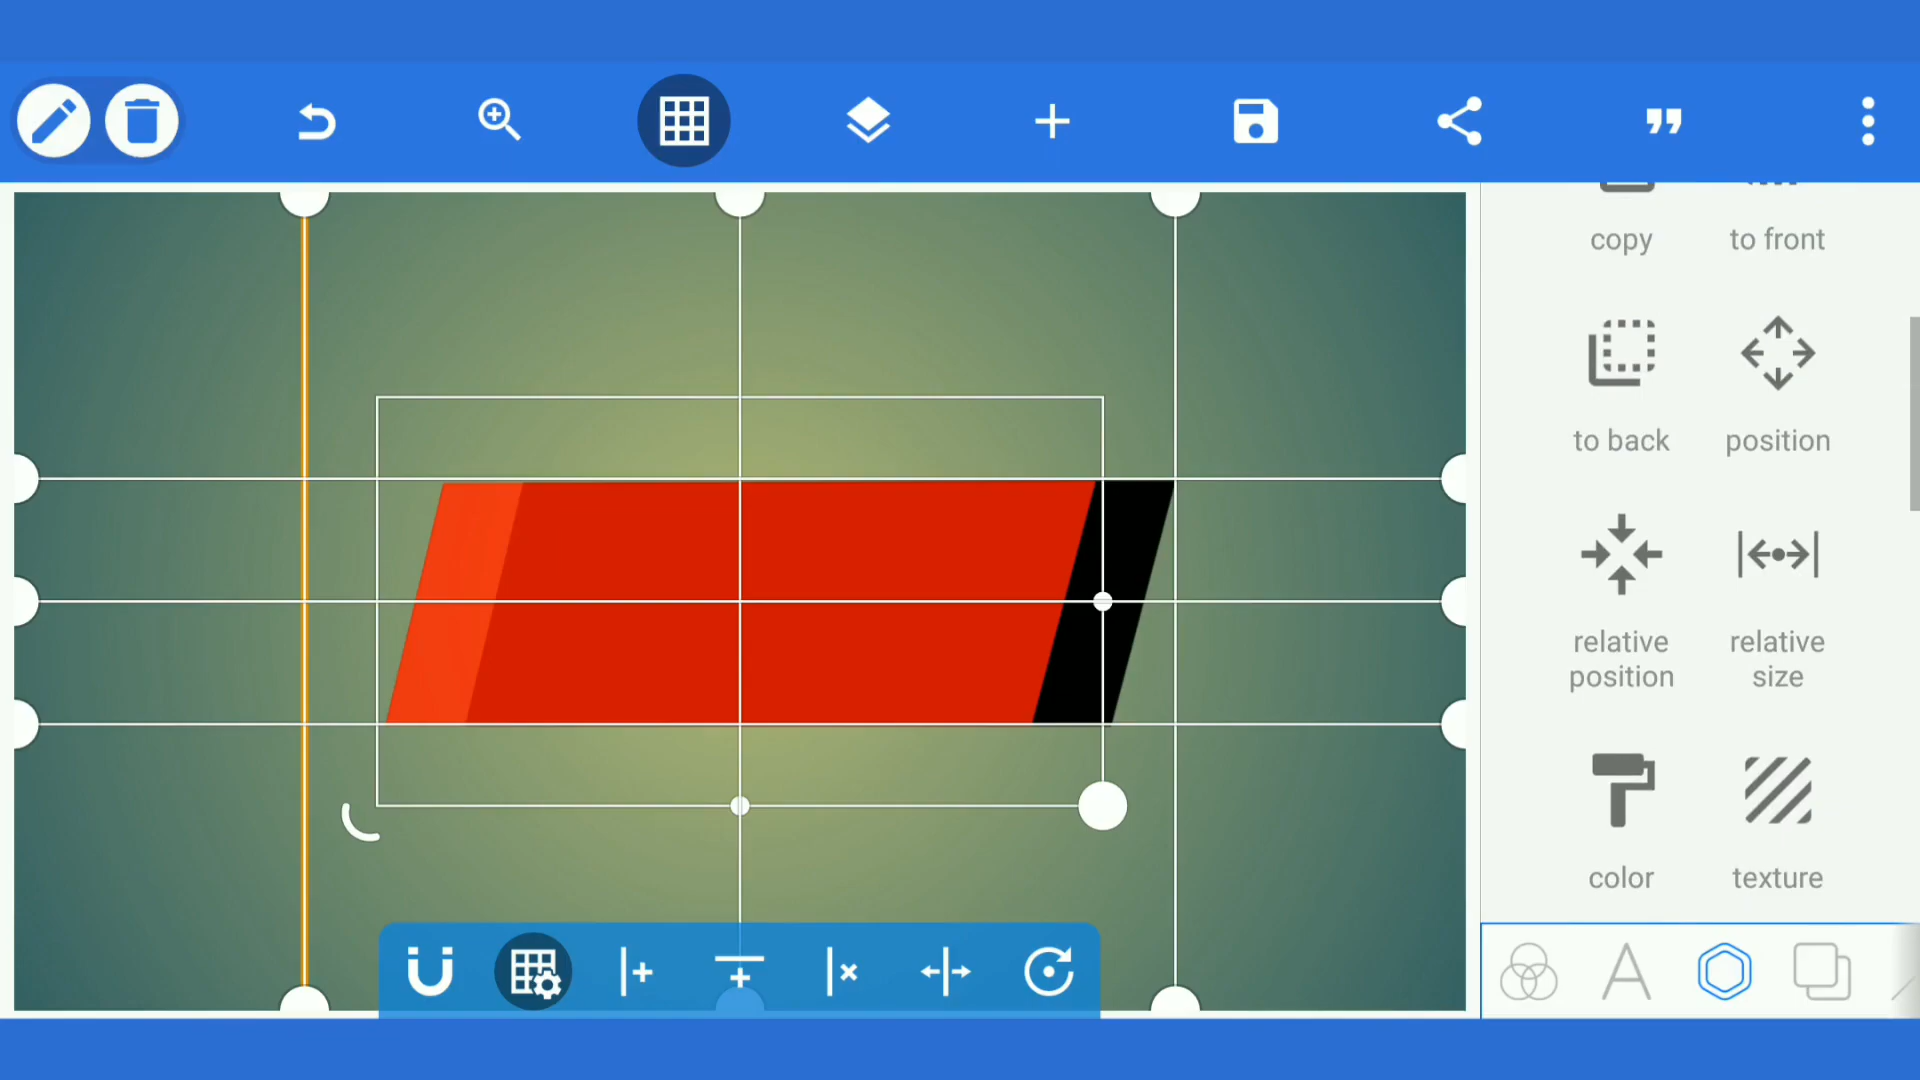 copy
to front
to back
position
relative
position
relative
size
color
texture